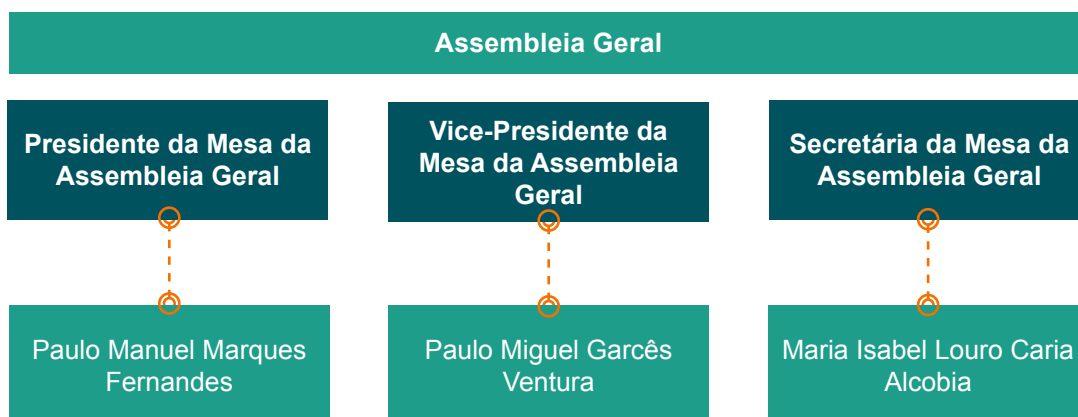 Assembleia Geral
Presidente da Mesa da
Assembleia Geral
Vice-Presidente da
Mesa da Assembleia
Geral
Secretária da Mesa da
Assembleia Geral
Paulo Manuel Marques
Fernandes
Paulo Miguel Garcês
Ventura
Maria Isabel Louro Caria
Alcobia